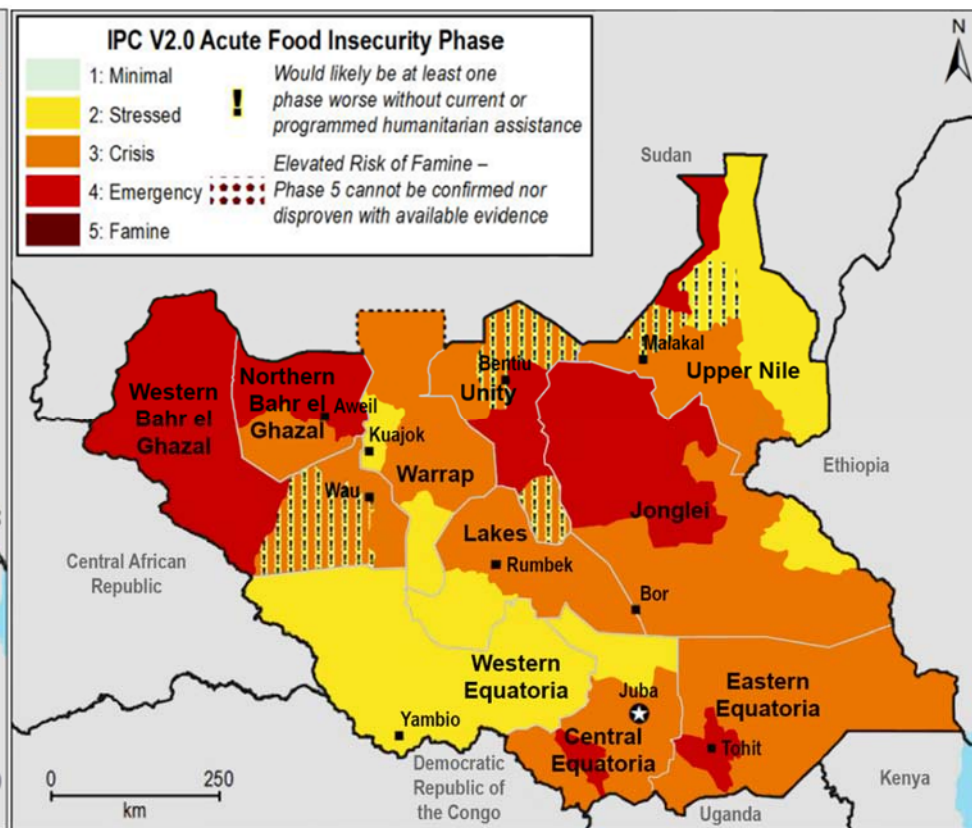 IPC V2.0 Acute Food Insecurity Phase
1: Minimal
2: Stressed
3: Crisis
4: Emergency
5: Famine
!
Would likely be at least one
phase worse without current or
programmed humanitarian assistance
Elevated Risk of Famine –
Phase 5 cannot be confirmed nor
disproven with available evidence
N
Sudan
Malakal
Upper Nile
Bentiu
Unity
Western
Bahr el
Ghazal
Northern
Bahr el
Ghazal
Aweil
Kuajok
Warrap
Wau
Ethiopia
Jonglei
Lakes
Rumbek
Bor
Central African
Republic
Western
Equatoria
Yambio
Juba
Central
Equatoria
Eastern
Equatoria
Tohit
Democratic
Republic of
the Congo
Uganda
Kenya
0 250
km